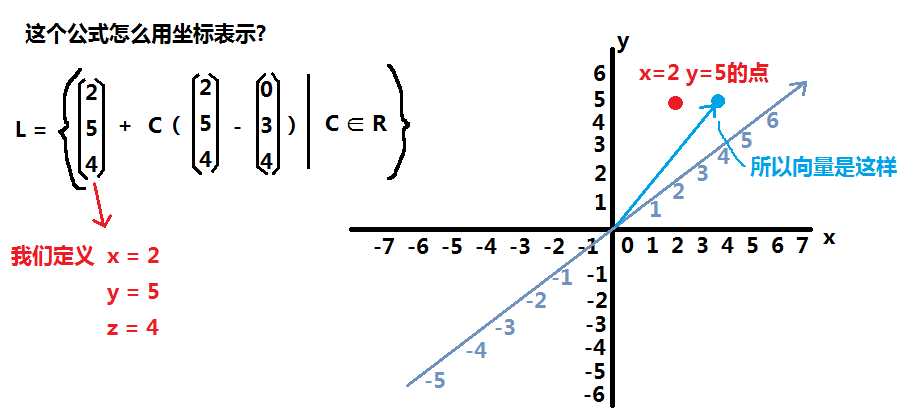 这个公式怎么用坐标表示?
L = { (2 5 4) + C ( (2 5 4) - (0 3 4) ) | C ∈ R }
我们定义 x = 2
y = 5
z = 4
y
x=2 y=5的点
所以向量是这样
x
6
5
4
3
2
1
-7 -6 -5 -4 -3 -2 -1 0 1 2 3 4 5 6 7
-1
-2
-3
-4
-5
-6
1 2 3 4 5 6
-1
-2
-3
-4
-5